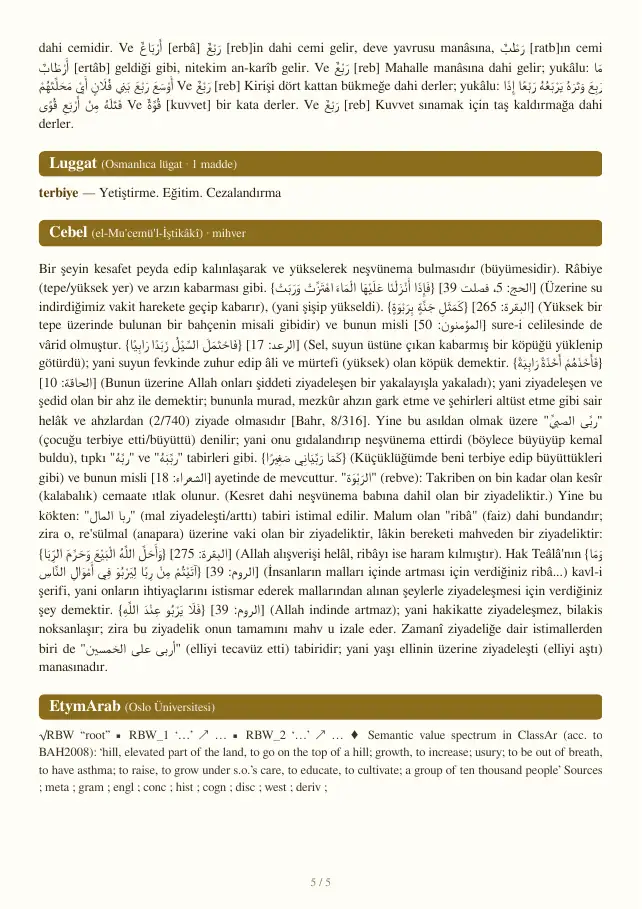 dahi cemidir. Ve أَرْبَاعٌ [erbâ] رَبْعٌ [reb]in dahi cemi gelir, deve yavrusu manâsına, رَطْبٌ [ratb]ın cemi
أَرْطَابٌ [ertâb] geldiği gibi, nitekim an-karîb gelir. Ve رَبْعٌ [reb] Mahalle manâsına dahi gelir; yukâlu: مَا
أَوْسَعَ رَبْعَ بَنِي فُلَانٍ أَيْ مَحَلَّتَهُمْ Ve رَبْعٌ [reb] Kirişi dört kattan bükmeğe dahi derler; yukâlu: رَبَعَ وَتَرَهُ يَرْبَعُهُ رَبْعًا إِذَا
فَتَلَهُ مِنْ أَرْبَعِ قُوًى Ve قُوَّةٌ [kuvvet] bir kata derler. Ve رَبْعٌ [reb] Kuvvet sınamak için taş kaldırmağa dahi
derler.
Luggat (Osmanlıca lügat · 1 madde)
terbiye — Yetiştirme. Eğitim. Cezalandırma
Cebel (el-Mu'cemü'l-İştikâkî) · mihver
Bir şeyin kesafet peyda edip kalınlaşarak ve yükselerek neşvünema bulmasıdır (büyümesidir). Râbiye
(tepe/yüksek yer) ve arzın kabarması gibi. {فَإِذَا أَنْزَلْنَا عَلَيْهَا الْمَاءَ اهْتَزَّتْ وَرَبَتْ} [الحج: 5، فصلت 39] (Üzerine su
indirdiğimiz vakit harekete geçip kabarır), (yani şişip yükseldi). {كَمَثَلِ جَنَّةٍ بِرَبْوَةٍ} [البقرة: 265] (Yüksek bir
tepe üzerinde bulunan bir bahçenin misali gibidir) ve bunun misli [المؤمنون: 50] sure-i celilesinde de
vârid olmuştur. {فَاحْتَمَلَ السَّيْلُ زَبَدًا رَابِيًا} [الرعد: 17] (Sel, suyun üstüne çıkan kabarmış bir köpüğü yüklenip
götürdü); yani suyun fevkinde zuhur edip âli ve mürtefi (yüksek) olan köpük demektir. {فَأَخَذَهُمْ أَخْذَةً رَابِيَةً}
[الحاقة: 10] (Bunun üzerine Allah onları şiddeti ziyadeleşen bir yakalayışla yakaladı); yani ziyadeleşen ve
şedid olan bir ahz ile demektir; bununla murad, mezkûr ahzın gark etme ve şehirleri altüst etme gibi sair
helâk ve ahzlardan (2/740) ziyade olmasıdır [Bahr, 8/316]. Yine bu asıldan olmak üzere "ربَّى الصبيَّ"
(çocuğu terbiye etti/büyüttü) denilir; yani onu gıdalandırıp neşvünema ettirdi (böylece büyüyüp kemal
buldu), tıpkı "ربَّهُ" ve "ربَّبَهُ" tabirleri gibi. {كَمَا رَبَّيَانِي صَغِيرًا} (Küçüklüğümde beni terbiye edip büyüttükleri
gibi) ve bunun misli [الشعراء: 18] ayetinde de mevcuttur. "الرَبْوَة" (rebve): Takriben on bin kadar olan kesîr
(kalabalık) cemaate ıtlak olunur. (Kesret dahi neşvünema babına dahil olan bir ziyadeliktir.) Yine bu
kökten: "ربا المال" (mal ziyadeleşti/arttı) tabiri istimal edilir. Malum olan "ribâ" (faiz) dahi bundandır;
zira o, re'sülmal (anapara) üzerine vaki olan bir ziyadeliktir, lâkin bereketi mahveden bir ziyadeliktir:
{وَأَحَلَّ اللَّهُ الْبَيْعَ وَحَرَّمَ الرِّبَا} [البقرة: 275] (Allah alışverişi helâl, ribâyı ise haram kılmıştır). Hak Teâlâ'nın {وَمَا
آتَيْتُمْ مِنْ رِبًا لِيَرْبُوَ فِي أَمْوَالِ النَّاسِ} [الروم: 39] (İnsanların malları içinde artması için verdiğiniz ribâ...) kavl-i
şerifi, yani onların ihtiyaçlarını istismar ederek mallarından alınan şeylerle ziyadeleşmesi için verdiğiniz
şey demektir. {فَلَا يَرْبُو عِنْدَ اللَّهِ} [الروم: 39] (Allah indinde artmaz); yani hakikatte ziyadeleşmez, bilakis
noksanlaşır; zira bu ziyadelik onun tamamını mahv u izale eder. Zamanî ziyadeliğe dair istimallerden
biri de "أربى على الخمسين" (elliyi tecavüz etti) tabiridir; yani yaşı ellinin üzerine ziyadeleşti (elliyi aştı)
manasınadır.
EtymArab (Oslo Üniversitesi)
√RBW “root” ▪ RBW_1 ‘…’ ↗ … ▪ RBW_2 ‘…’ ↗ … ♦ Semantic value spectrum in ClassAr (acc. to
BAH2008): ‘hill, elevated part of the land, to go on the top of a hill; growth, to increase; usury; to be out of breath,
to have asthma; to raise, to grow under s.o.’s care, to educate, to cultivate; a group of ten thousand people’ Sources
; meta ; gram ; engl ; conc ; hist ; cogn ; disc ; west ; deriv ;
5 / 5